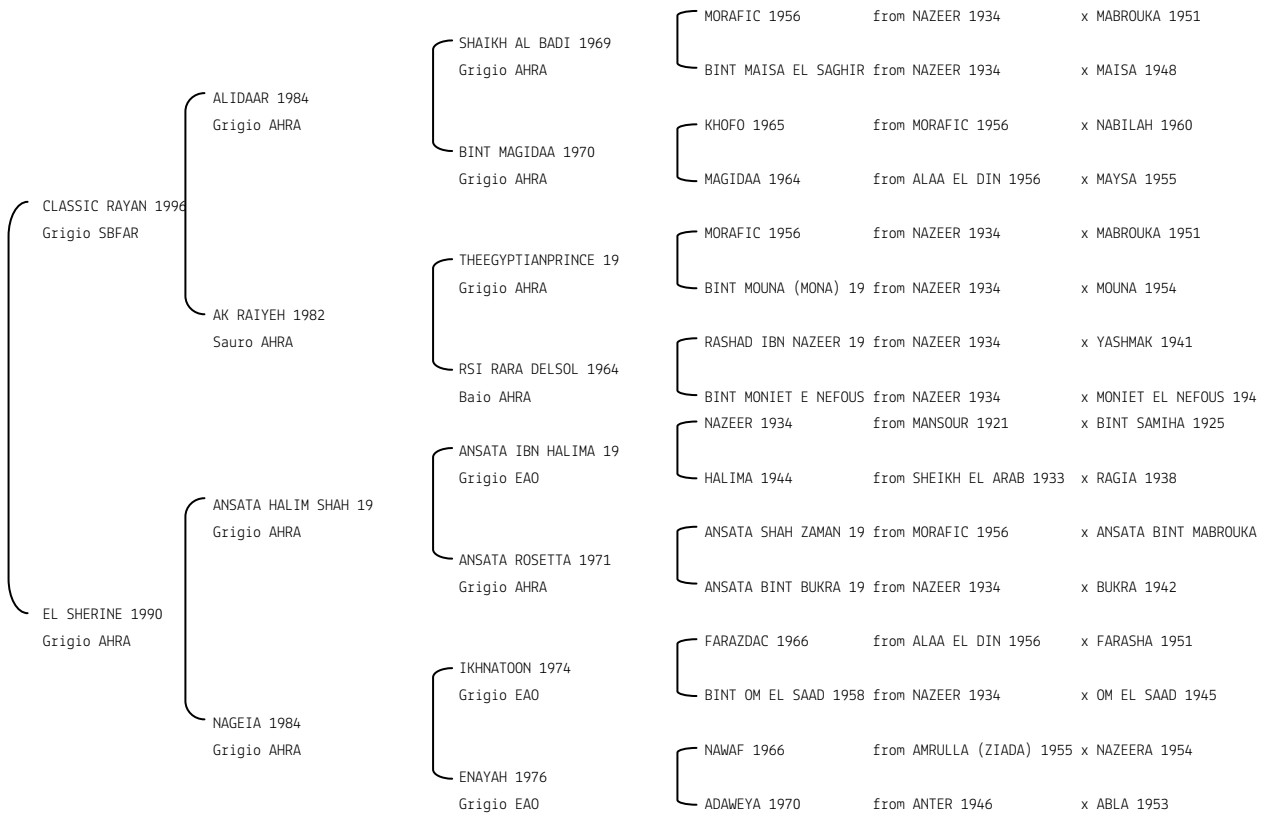 MORAFIC 1956 from NAZEER 1934 x MABROUKA 1951
SHAIKH AL BADI 1969
Grigio AHRA
BINT MAISA EL SAGHIR from NAZEER 1934 x MAISA 1948
ALIDAAR 1984
Grigio AHRA
KHOFO 1965 from MORAFIC 1956 x NABILAH 1960
BINT MAGIDAA 1970
Grigio AHRA
MAGIDAA 1964 from ALAA EL DIN 1956 x MAYSA 1955
CLASSIC RAYAN 1996
Grigio SBFAR
MORAFIC 1956 from NAZEER 1934 x MABROUKA 1951
THEEGYPTIANPRINCE 19
Grigio AHRA
BINT MOUNA (MONA) 19 from NAZEER 1934 x MOUNA 1954
AK RAIYEH 1982
Sauro AHRA
RASHAD IBN NAZEER 19 from NAZEER 1934 x YASHMAK 1941
RSI RARA DELSOL 1964
Baio AHRA
BINT MONIET E NEFOUS from NAZEER 1934 x MONIET EL NEFOUS 194
NAZEER 1934 from MANSOUR 1921 x BINT SAMIHA 1925
ANSATA IBN HALIMA 19
Grigio EAO
HALIMA 1944 from SHEIKH EL ARAB 1933 x RAGIA 1938
ANSATA HALIM SHAH 19
Grigio AHRA
ANSATA SHAH ZAMAN 19 from MORAFIC 1956 x ANSATA BINT MABROUKA
ANSATA ROSETTA 1971
Grigio AHRA
ANSATA BINT BUKRA 19 from NAZEER 1934 x BUKRA 1942
EL SHERINE 1990
Grigio AHRA
FARAZDAC 1966 from ALAA EL DIN 1956 x FARASHA 1951
IKHNATOON 1974
Grigio EAO
BINT OM EL SAAD 1958 from NAZEER 1934 x OM EL SAAD 1945
NAGEIA 1984
Grigio AHRA
NAWAF 1966 from AMRULLA (ZIADA) 1955 x NAZEERA 1954
ENAYAH 1976
Grigio EAO
ADAWEYA 1970 from ANTER 1946 x ABLA 1953